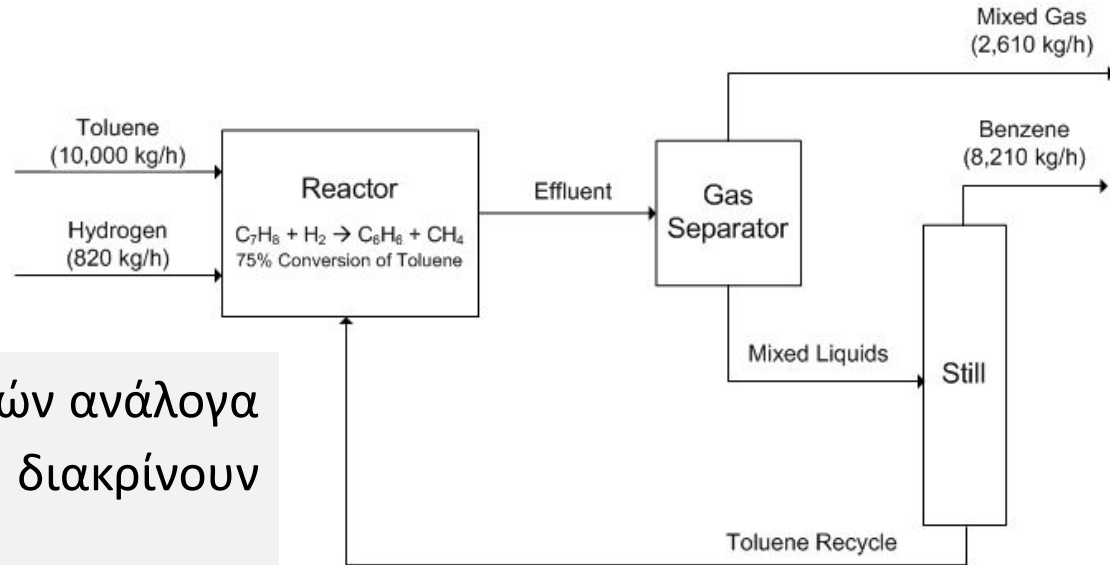 Mixed Gas
(2,610 kg/h)
Toluene
(10,000 kg/h)
Benzene
(8,210 kg/h)
Reactor
Effluent
Gas
Separator
C₇H₈ + H₂ → C₆H₆ + CH₄
75% Conversion of Toluene
Hydrogen
(820 kg/h)
Mixed Liquids
Still
ών ανάλογα
διακρίνουν
Toluene Recycle